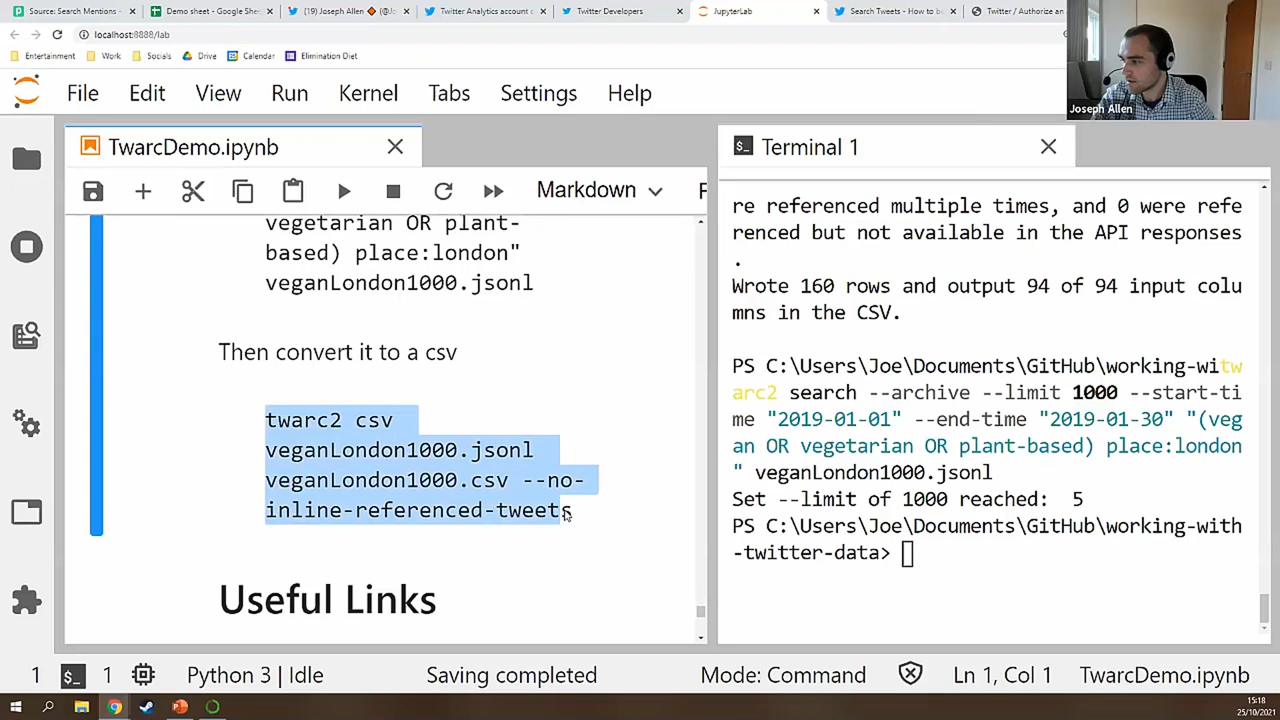 Source: Search Mentions -
Demo sheet - Google Shee
(19) Joseph Allen
Twitter Analytics account o
Twitter Developers
JupyterLab
Search Tweets - How to b
Twitter / Authorize an
localhost:8888/lab
Entertainment
Work
Socials
Drive
Calendar
Elimination Diet
Joseph Allen
File Edit View Run Kernel Tabs Settings Help
TwarcDemo.ipynb
Markdown
vegetarian OR plant-
based) place:london"
veganLondon1000.jsonl
Then convert it to a csv
twarc2 csv
veganLondon1000.jsonl
veganLondon1000.csv --no-
inline-referenced-tweets
Useful Links
Terminal 1
re referenced multiple times, and 0 were refe
renced but not available in the API responses
.
Wrote 160 rows and output 94 of 94 input colu
mns in the CSV.
PS C:\Users\Joe\Documents\GitHub\working-witw
arc2 search --archive --limit 1000 --start-ti
me "2019-01-01" --end-time "2019-01-30" "(veg
an OR vegetarian OR plant-based) place:london
" veganLondon1000.jsonl
Set --limit of 1000 reached: 5
PS C:\Users\Joe\Documents\GitHub\working-with
-twitter-data>
1 $_ 1 Python 3 | Idle Saving completed Mode: Command Ln 1, Col 1 TwarcDemo.ipynb
15:18
25/10/2021